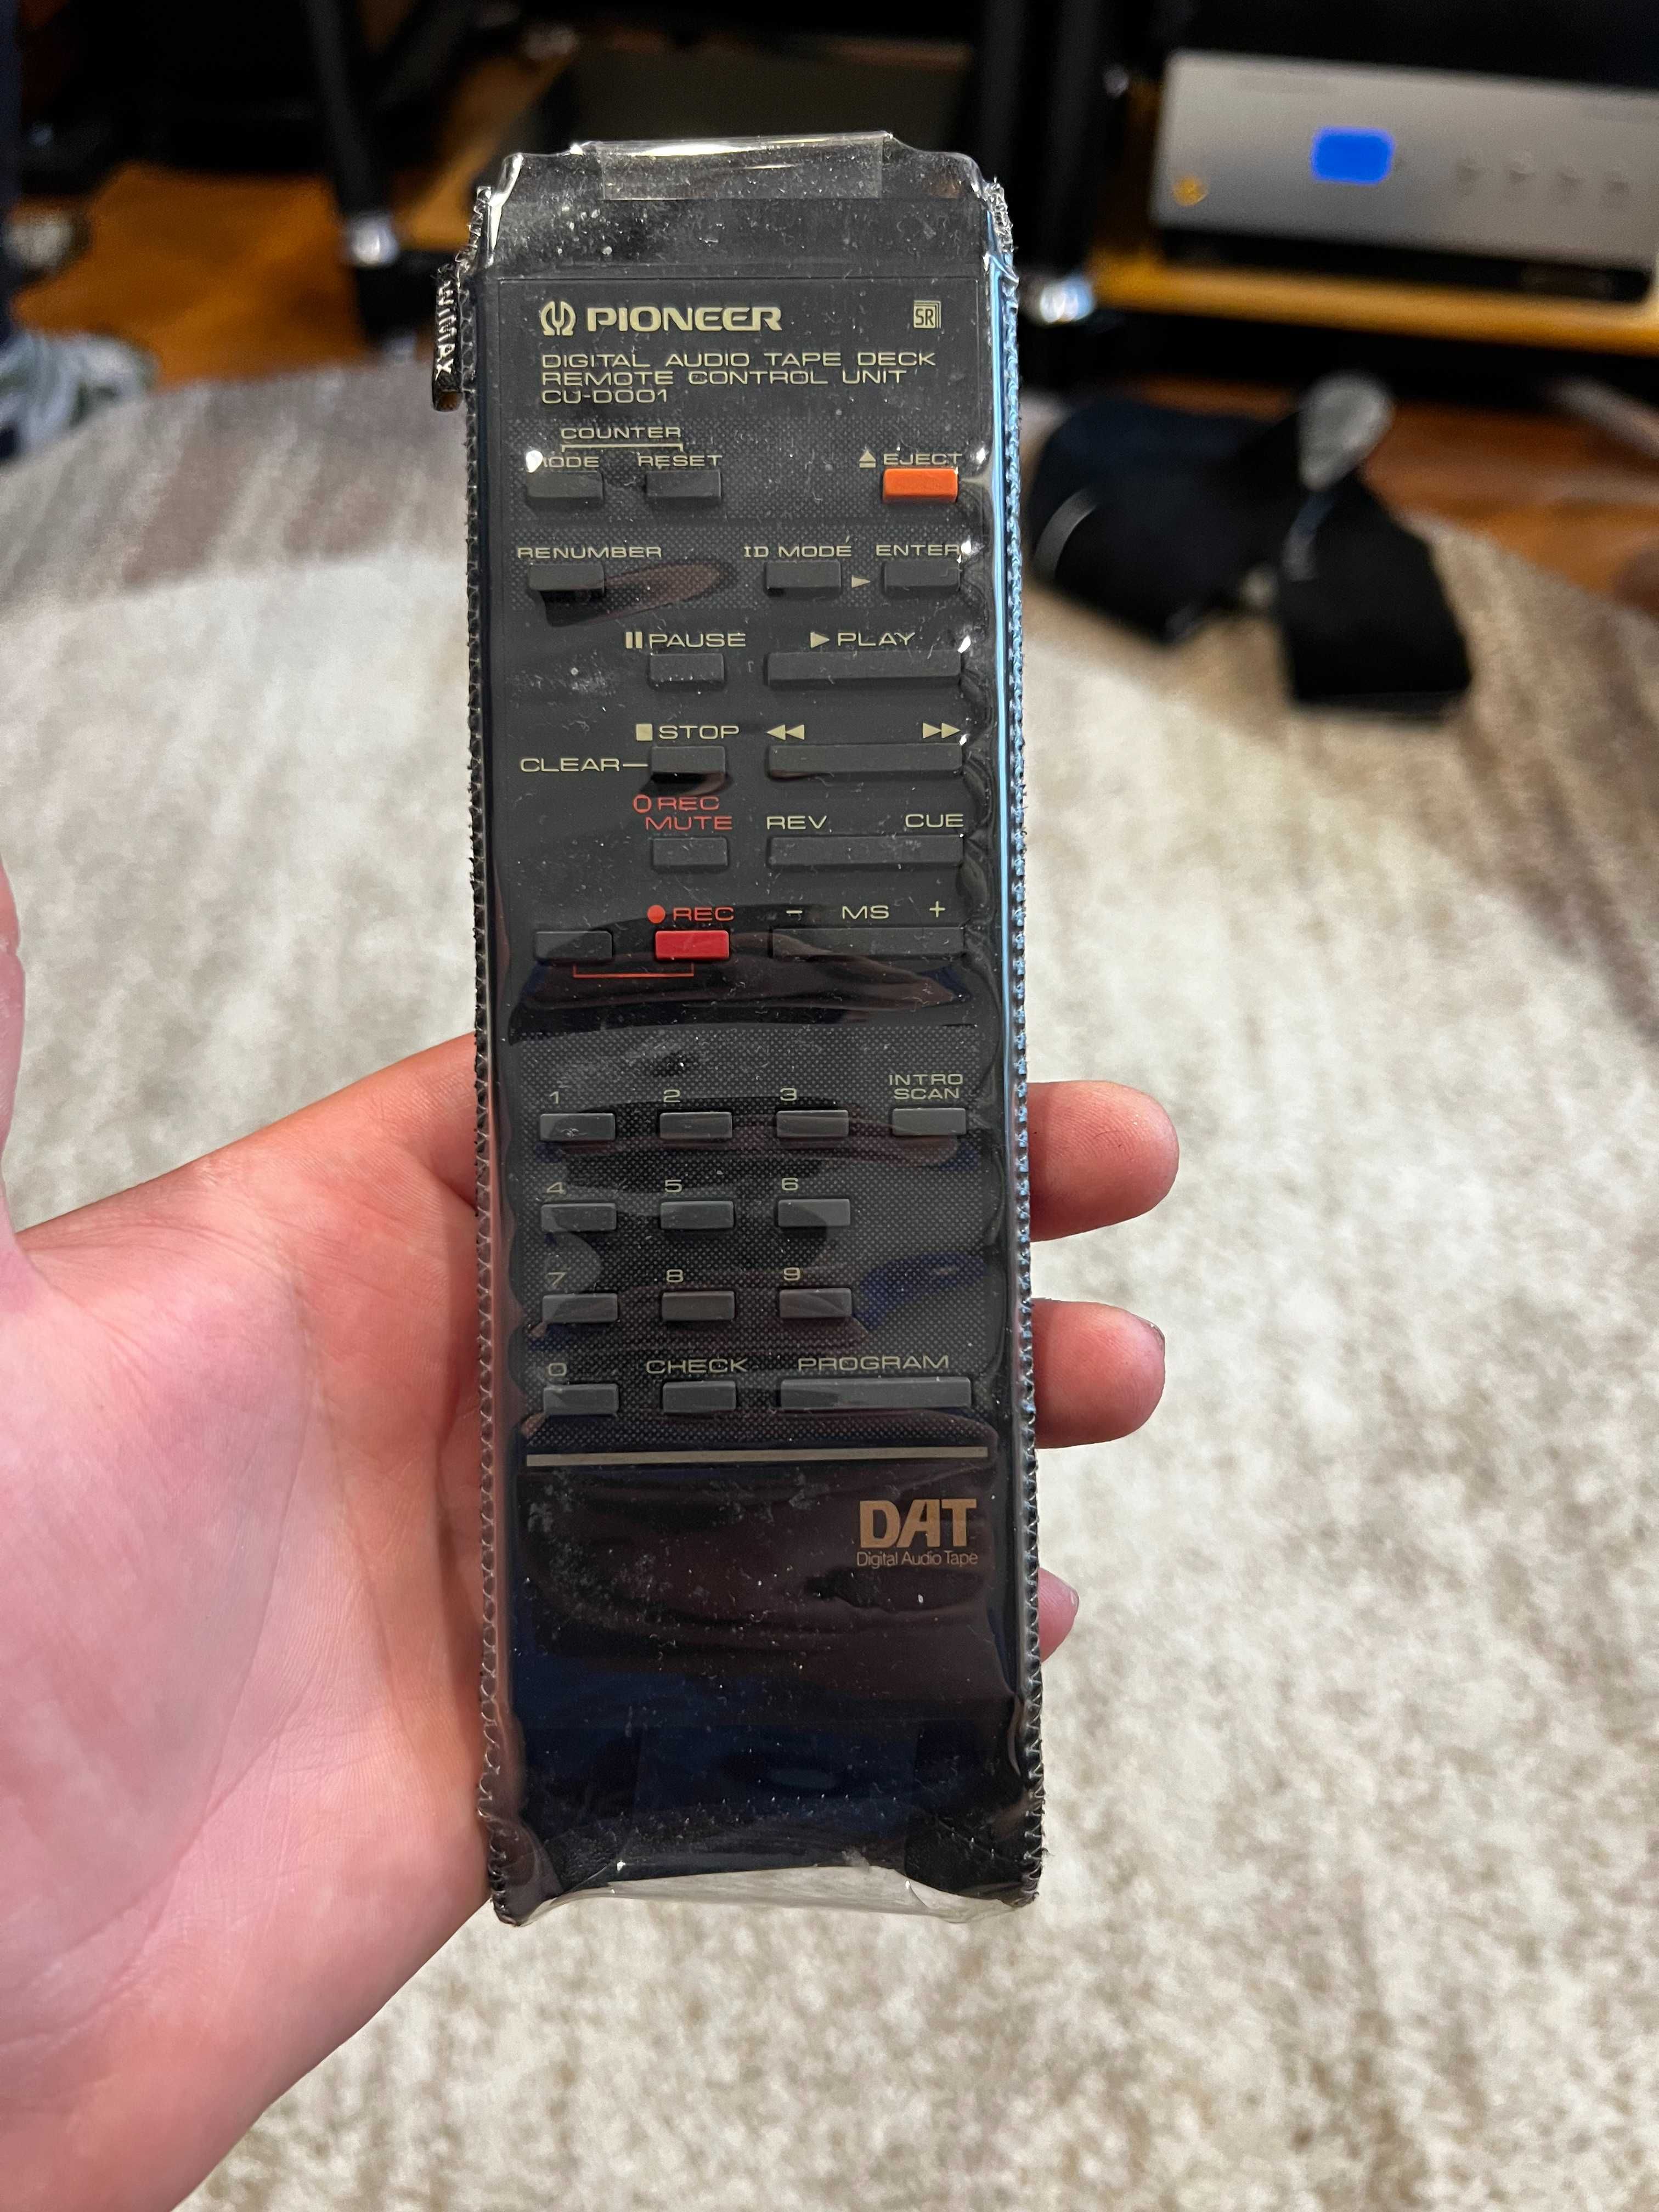 PIONEER
SR
DIGITAL AUDIO TAPE DECK
REMOTE CONTROL UNIT
CU-D001
COUNTER
MODE RESET EJECT
RENUMBER ID MODE ENTER
PAUSE PLAY
STOP
CLEAR
REC
MUTE REV CUE
REC - MS +
INTRO
1 2 3 SCAN
4 5 6
7 8 9
0 CHECK PROGRAM
DAT
Digital Audio Tape